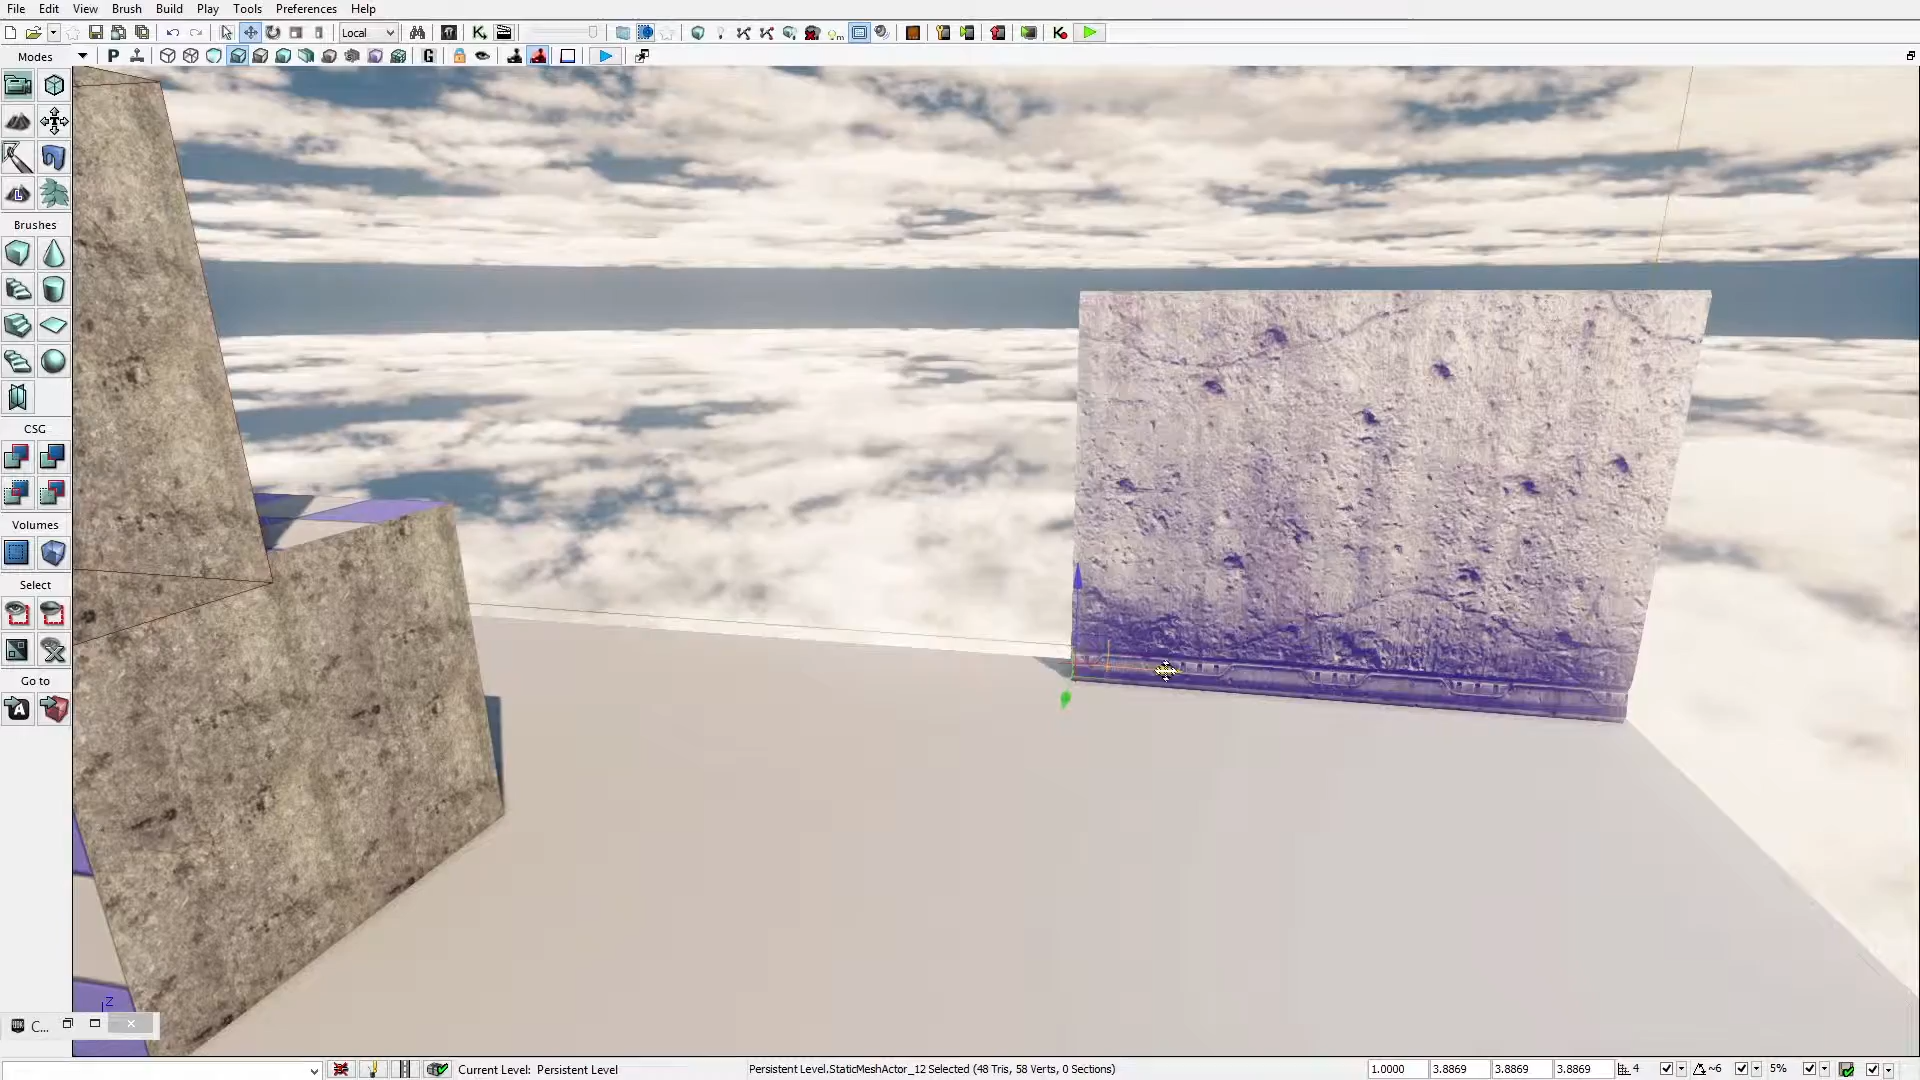 File Edit View Brush Build Play Tools Preferences Help
Local
Modes
P
G
L
Brushes
CSG
Volumes
Select
Go to
A
Z
C...
Current Level: Persistent Level
Persistent Level.StaticMeshActor_12 Selected (48 Tris, 58 Verts, 0 Sections)
1.0000 3.8869 3.8869 3.8869 4 ~6 5%